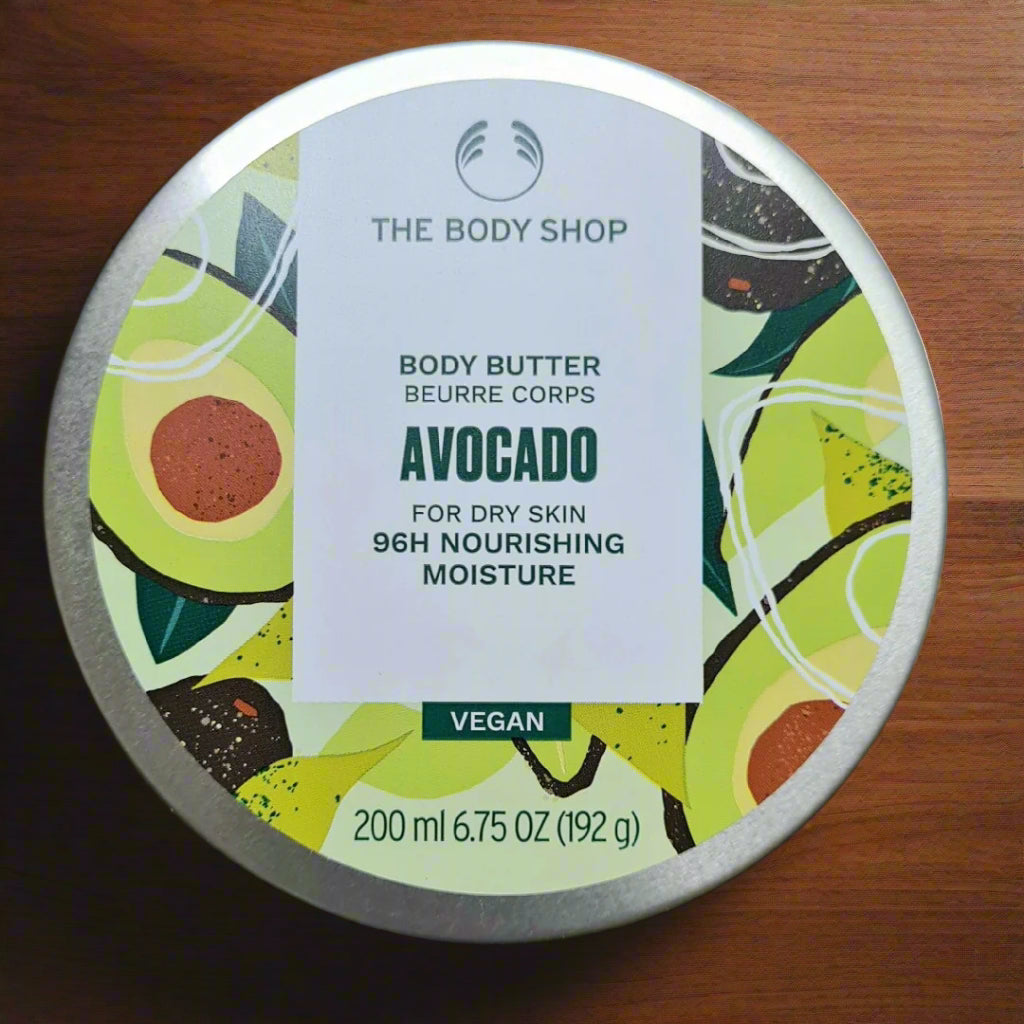 THE BODY SHOP
BODY BUTTER
BEURRE CORPS
AVOCADO
FOR DRY SKIN
96H NOURISHING
MOISTURE
VEGAN
200 ml 6.75 OZ (192 g)